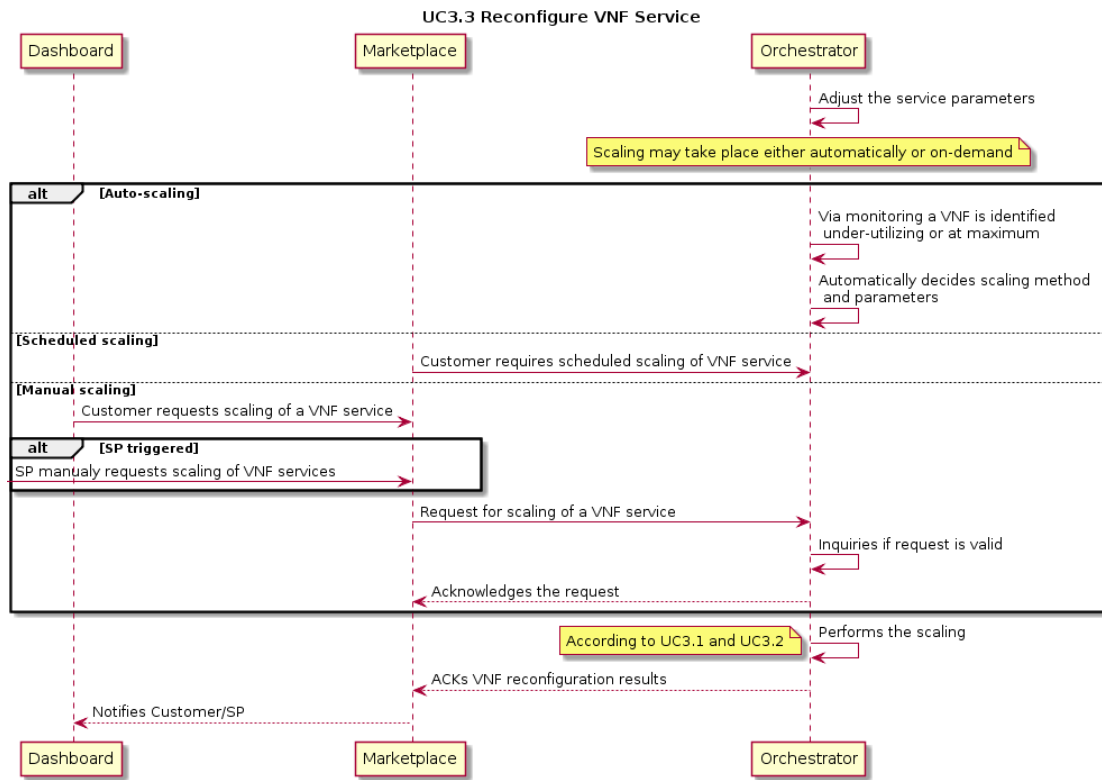 UC3.3 Reconfigure VNF Service
Dashboard
Marketplace
Orchestrator
Adjust the service parameters
Scaling may take place either automatically or on-demand
alt
[Auto-scaling]
Via monitoring a VNF is identified
under-utilizing or at maximum
Automatically decides scaling method
and parameters
[Scheduled scaling]
Customer requires scheduled scaling of VNF service
[Manual scaling]
Customer requests scaling of a VNF service
alt
[SP triggered]
SP manualy requests scaling of VNF services
Request for scaling of a VNF service
Inquiries if request is valid
Acknowledges the request
According to UC3.1 and UC3.2
Performs the scaling
ACKs VNF reconfiguration results
Notifies Customer/SP
Dashboard
Marketplace
Orchestrator